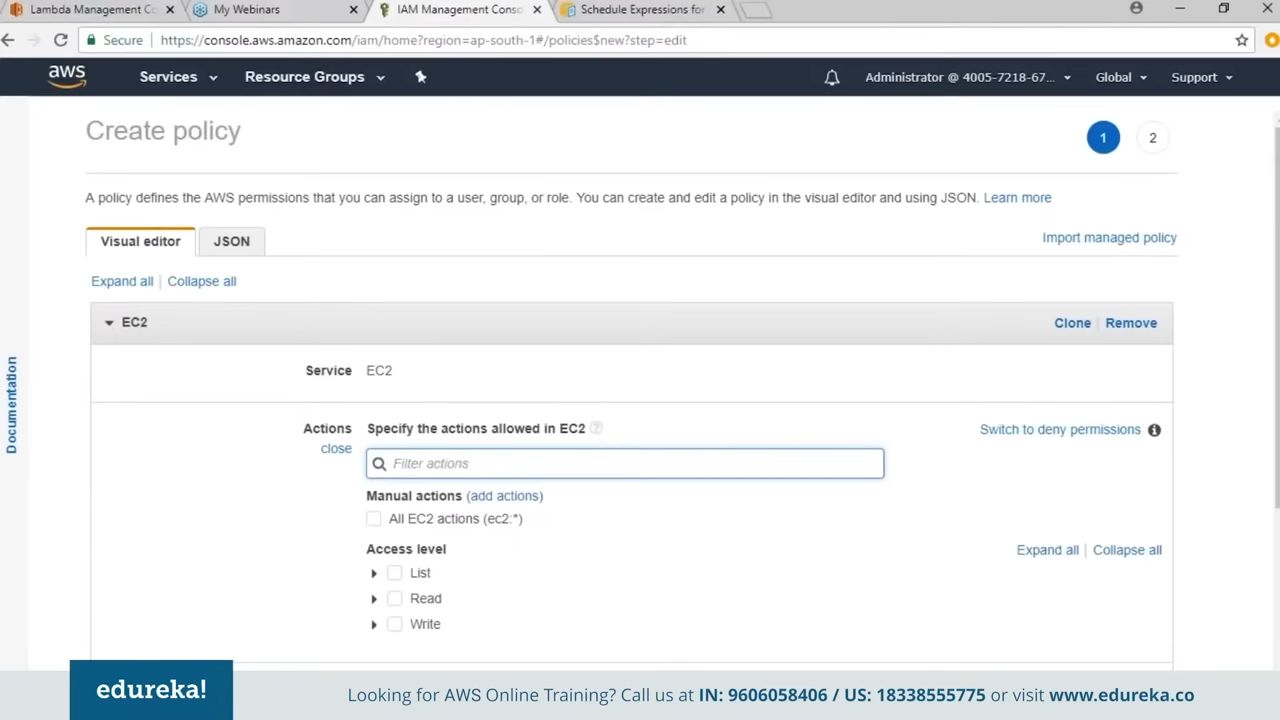 Lambda Management Co
My Webinars
IAM Management Conso
Schedule Expressions for
Secure
https://console.aws.amazon.com/iam/home?region=ap-south-1#/policies$new?step=edit
aws
Services
Resource Groups
Administrator @ 4005-7218-67...
Global
Support
Create policy
1
2
A policy defines the AWS permissions that you can assign to a user, group, or role. You can create and edit a policy in the visual editor and using JSON. Learn more
Visual editor
JSON
Import managed policy
Expand all | Collapse all
EC2
Clone | Remove
Documentation
Service EC2
Actions
close
Specify the actions allowed in EC2 ?
Switch to deny permissions i
Filter actions
Manual actions (add actions)
All EC2 actions (ec2:*)
Access level
Expand all | Collapse all
List
Read
Write
edureka!
Looking for AWS Online Training? Call us at IN: 9606058406 / US: 18338555775 or visit www.edureka.co